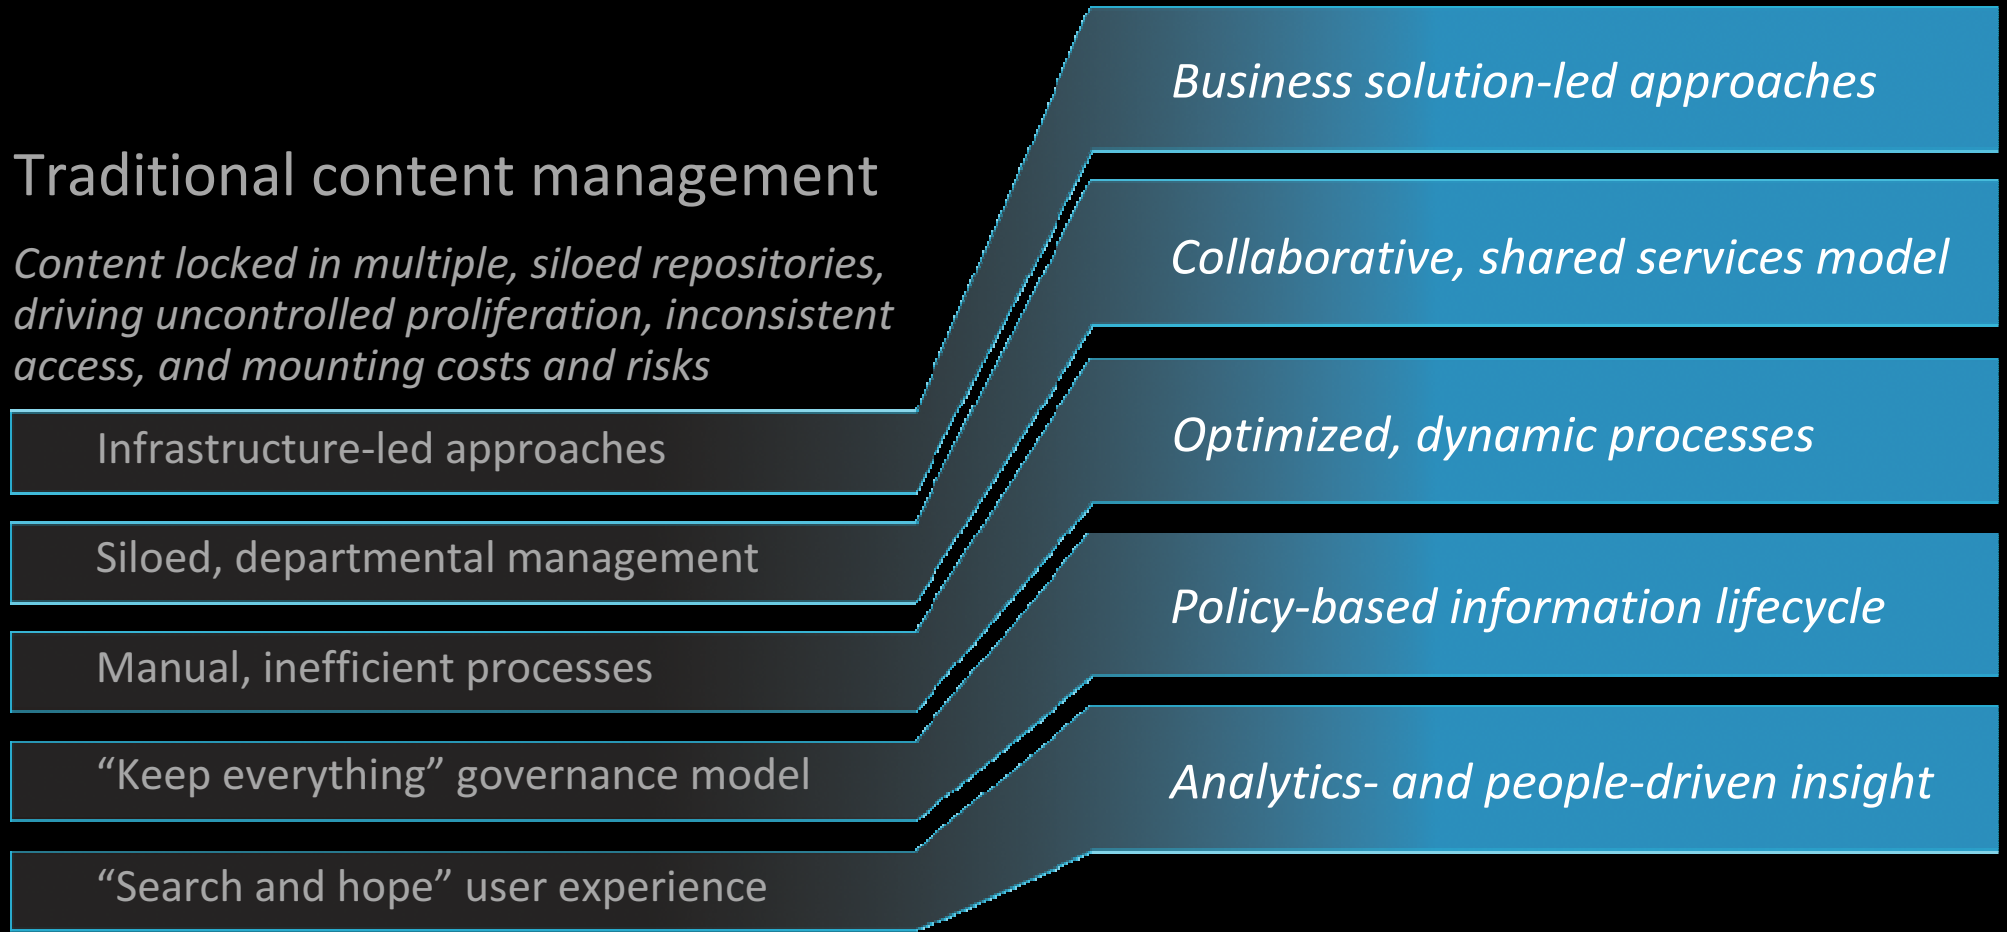 Traditional content management
Content locked in multiple, siloed repositories,
driving uncontrolled proliferation, inconsistent
access, and mounting costs and risks
Infrastructure-led approaches
Siloed, departmental management
Manual, inefficient processes
“Keep everything” governance model
“Search and hope” user experience
Business solution-led approaches
Collaborative, shared services model
Optimized, dynamic processes
Policy-based information lifecycle
Analytics- and people-driven insight